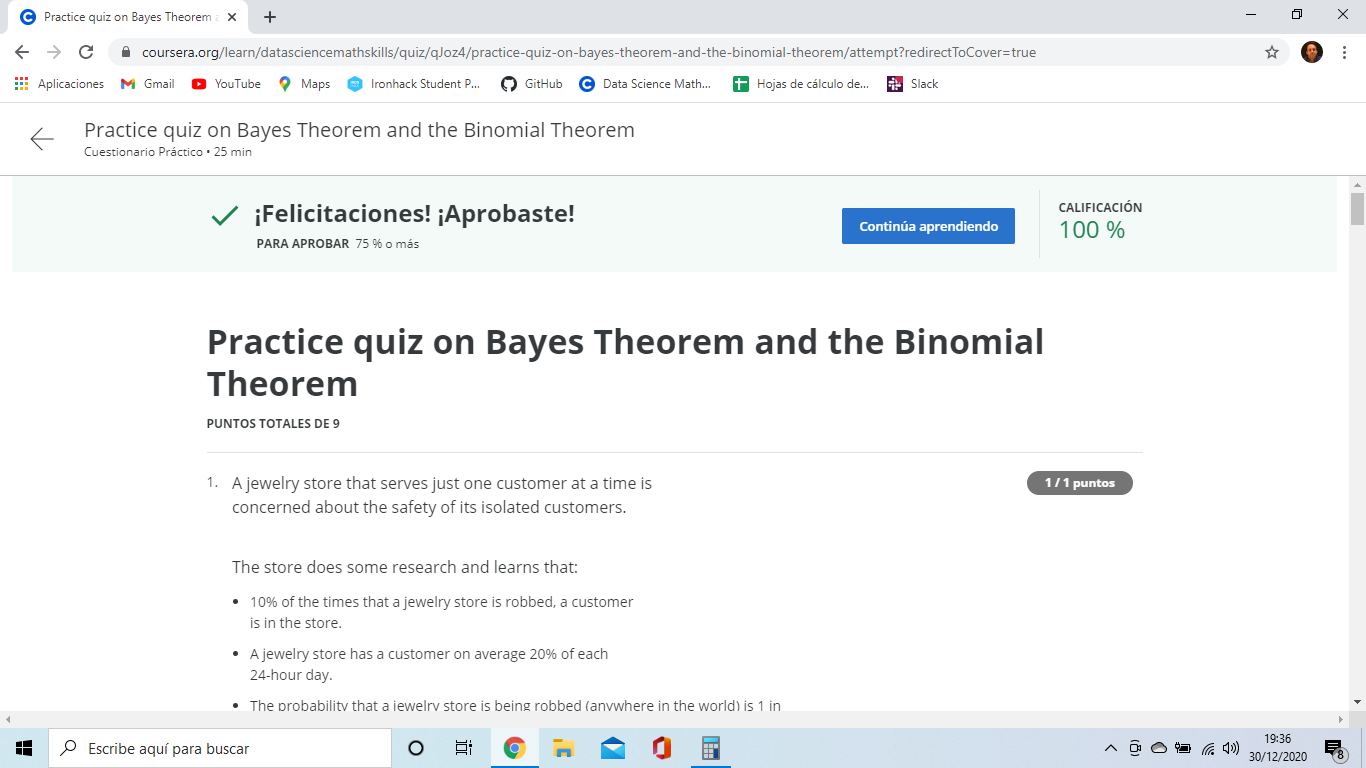 Practice quiz on Bayes Theorem a
coursera.org/learn/datasciencemathskills/quiz/qJoz4/practice-quiz-on-bayes-theorem-and-the-binomial-theorem/attempt?redirectToCover=true
Aplicaciones Gmail YouTube Maps Ironhack Student P... GitHub Data Science Math... Hojas de cálculo de... Slack
Practice quiz on Bayes Theorem and the Binomial Theorem
Cuestionario Práctico • 25 min
¡Felicitaciones! ¡Aprobaste!
PARA APROBAR 75 % o más
Continúa aprendiendo
CALIFICACIÓN
100 %
Practice quiz on Bayes Theorem and the Binomial
Theorem
PUNTOS TOTALES DE 9
1. A jewelry store that serves just one customer at a time is
concerned about the safety of its isolated customers.
1 / 1 puntos
The store does some research and learns that:
• 10% of the times that a jewelry store is robbed, a customer
is in the store.
• A jewelry store has a customer on average 20% of each
24-hour day.
• The probability that a jewelry store is being robbed (anywhere in the world) is 1 in
Escribe aquí para buscar
19:36
30/12/2020
8